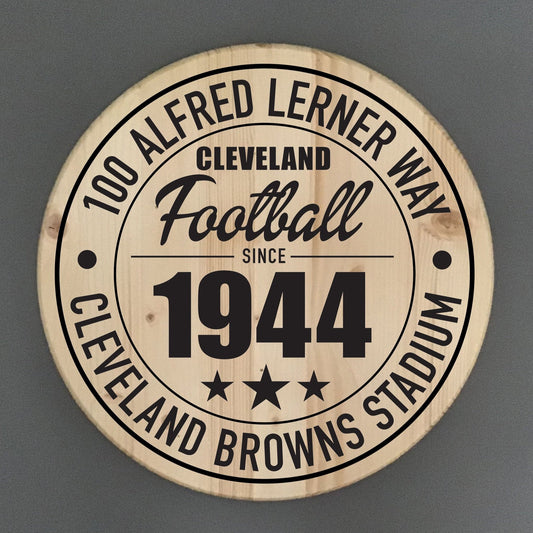 100 ALFRED LERNER WAY
CLEVELAND
Football
SINCE
1944
CLEVELAND BROWNS STADIUM